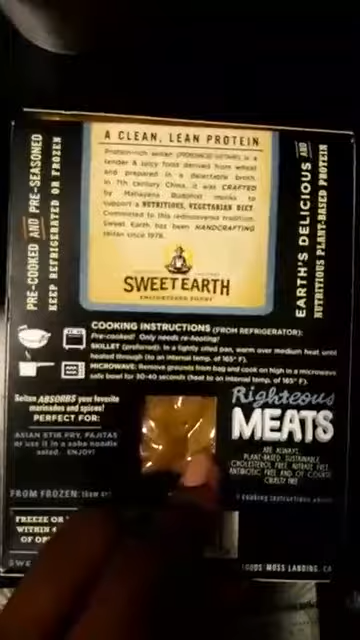 A CLEAN, LEAN PROTEIN
Protein-rich seitan (PRONOUNCED SAY-TAN) is a
tender & juicy food derived from wheat
and prepared in a delectable broth.
In 7th century China, it was CRAFTED
by Mahayana Buddhist monks to
support a NUTRITIOUS, VEGETARIAN DIET.
Committed to this rediscovered tradition,
Sweet Earth has been HANDCRAFTING
seitan since 1978.
SWEET EARTH
ENLIGHTENED FOODS
PRE-COOKED AND PRE-SEASONED
KEEP REFRIGERATED OR FROZEN
EARTH'S DELICIOUS AND
NUTRITIOUS PLANT-BASED PROTEIN
COOKING INSTRUCTIONS (FROM REFRIGERATOR):
Pre-cooked! Only needs re-heating!
SKILLET (preferred): In a lightly oiled pan, warm over medium heat until
heated through (to an internal temp. of 165° F).
MICROWAVE: Remove grounds from bag and cook on high in a microwave
safe bowl for 30-40 seconds (heat to an internal temp. of 165° F).
Seitan ABSORBS your favorite
marinades and spices!
PERFECT FOR:
ASIAN STIR FRY, FAJITAS
or use it in a soba noodle
salad. ENJOY!
Righteous
MEATS
ARE ALWAYS:
PLANT-BASED, SUSTAINABLE,
CHOLESTEROL FREE, NITRATE FREE,
ANTIBIOTIC FREE AND OF COURSE
CRUELTY FREE
FROM FROZEN:
cooking instructions above
FREEZE OR
WITHIN
OF OP
SWE
FOODS MOSS LANDING, CA